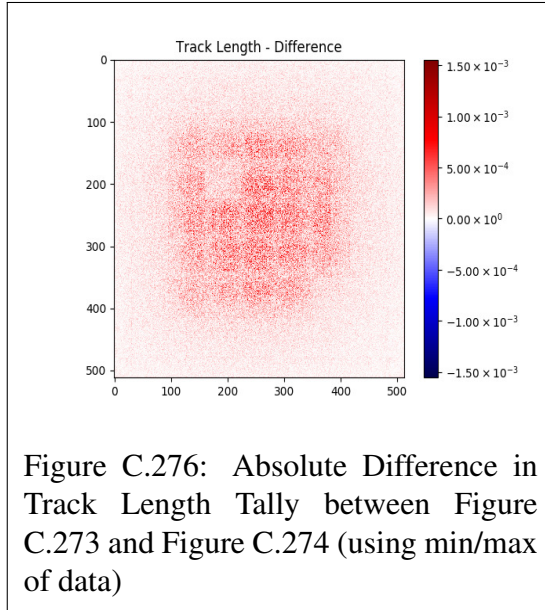 Track Length - Difference
0
100
200
300
400
500
0 100 200 300 400 500
1.50 × 10⁻³
1.00 × 10⁻³
5.00 × 10⁻⁴
0.00 × 10⁰
−5.00 × 10⁻⁴
−1.00 × 10⁻³
−1.50 × 10⁻³
Figure C.276: Absolute Difference in
Track Length Tally between Figure
C.273 and Figure C.274 (using min/max
of data)